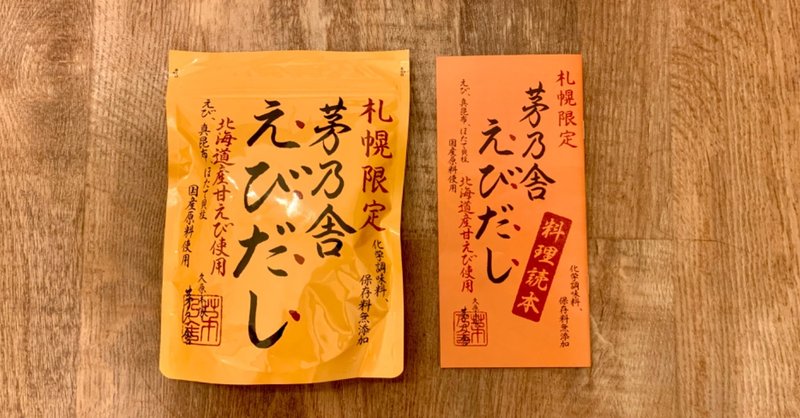 札幌限定
茅乃舎
えびだし
北海道産甘えび使用
えび、真昆布、ほたて貝柱
国産原料使用
化学調味料、
保存料無添加
久原
札幌限定
茅乃舎
えびだし
北海道産甘えび使用
えび、真昆布、ほたて貝柱
国産原料使用
料理読本
化学調味料、
保存料無添加
久原